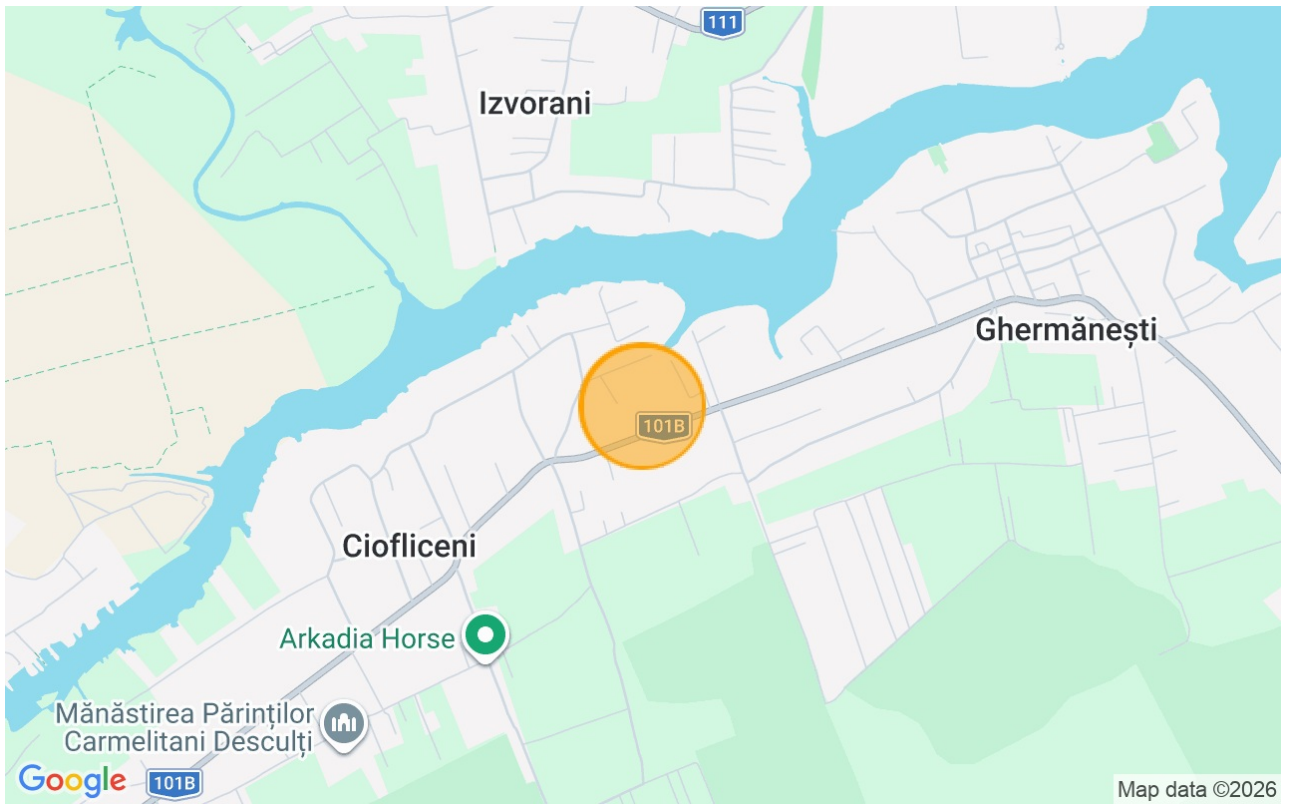 111
Izvorani
Ghermănești
101B
Ciofliceni
Arkadia Horse
Mănăstirea Părinților
Carmelitani Desculți
Google
101B
Map data ©2026